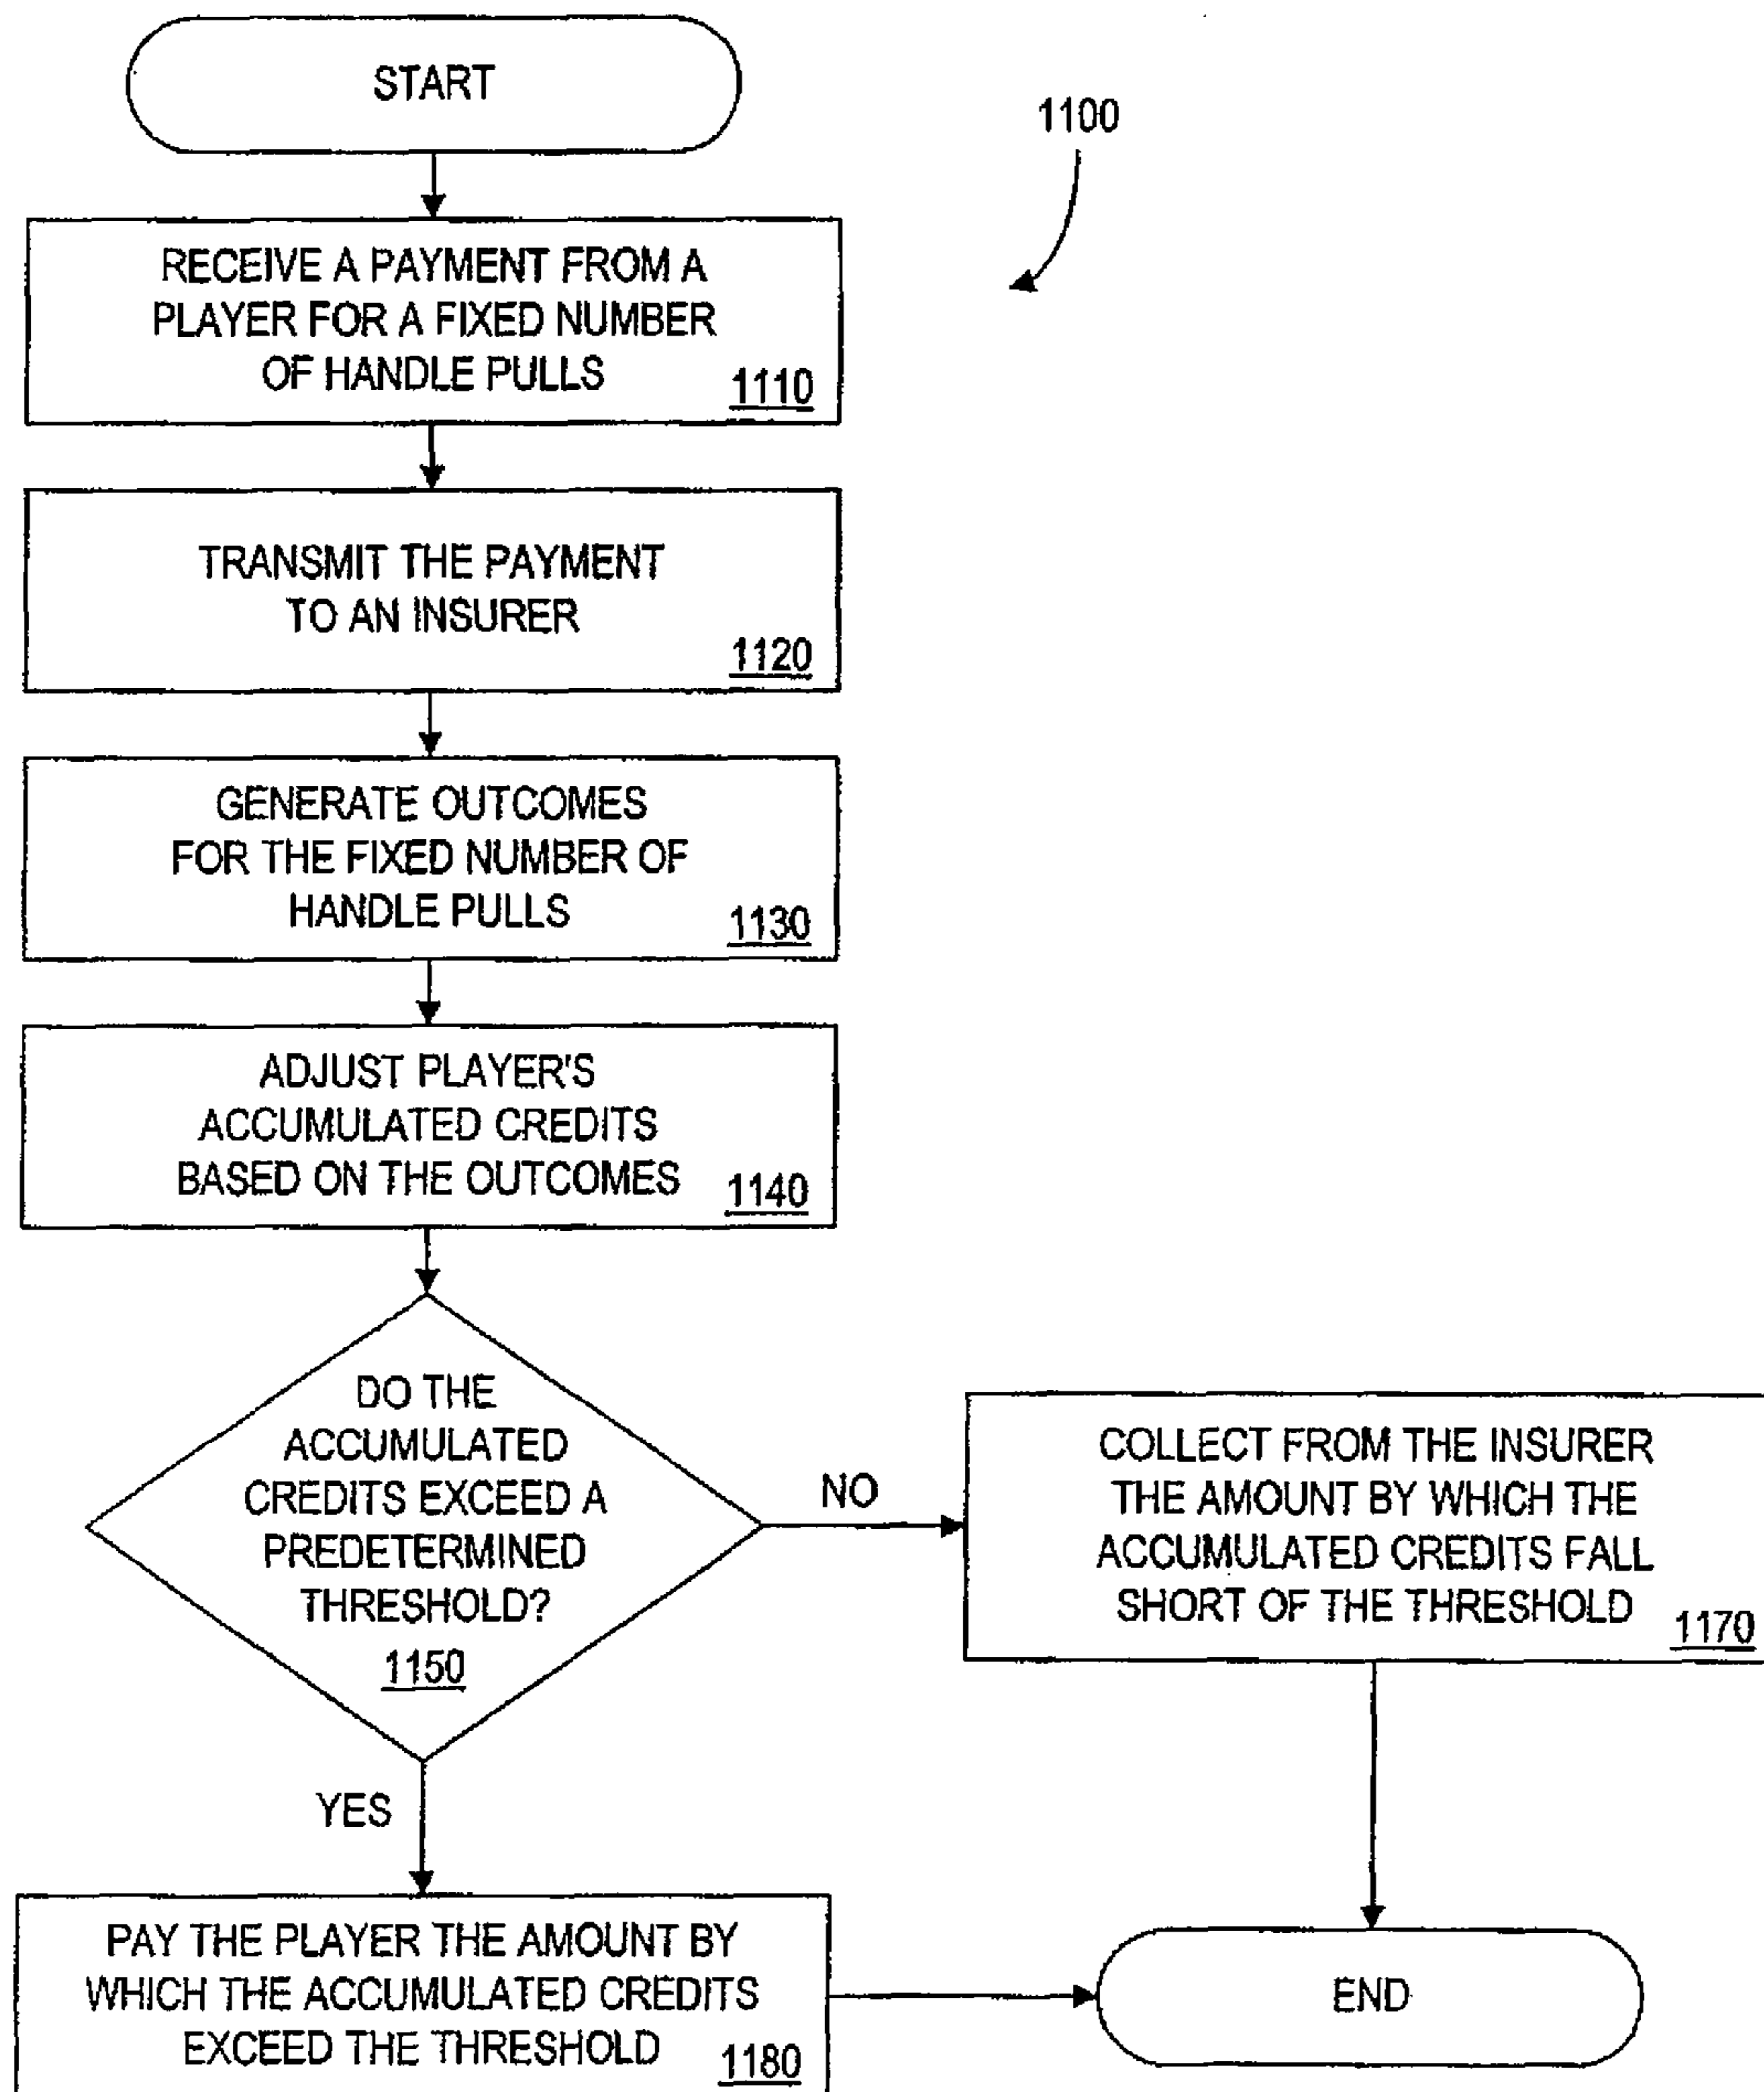 START
1100
RECEIVE A PAYMENT FROM A
PLAYER FOR A FIXED NUMBER
OF HANDLE PULLS
1110
TRANSMIT THE PAYMENT
TO AN INSURER
1120
GENERATE OUTCOMES
FOR THE FIXED NUMBER OF
HANDLE PULLS
1130
ADJUST PLAYER'S
ACCUMULATED CREDITS
BASED ON THE OUTCOMES
1140
DO THE
ACCUMULATED
CREDITS EXCEED A
PREDETERMINED
THRESHOLD?
1150
NO
COLLECT FROM THE INSURER
THE AMOUNT BY WHICH THE
ACCUMULATED CREDITS FALL
SHORT OF THE THRESHOLD
1170
YES
PAY THE PLAYER THE AMOUNT BY
WHICH THE ACCUMULATED CREDITS
EXCEED THE THRESHOLD
1180
END